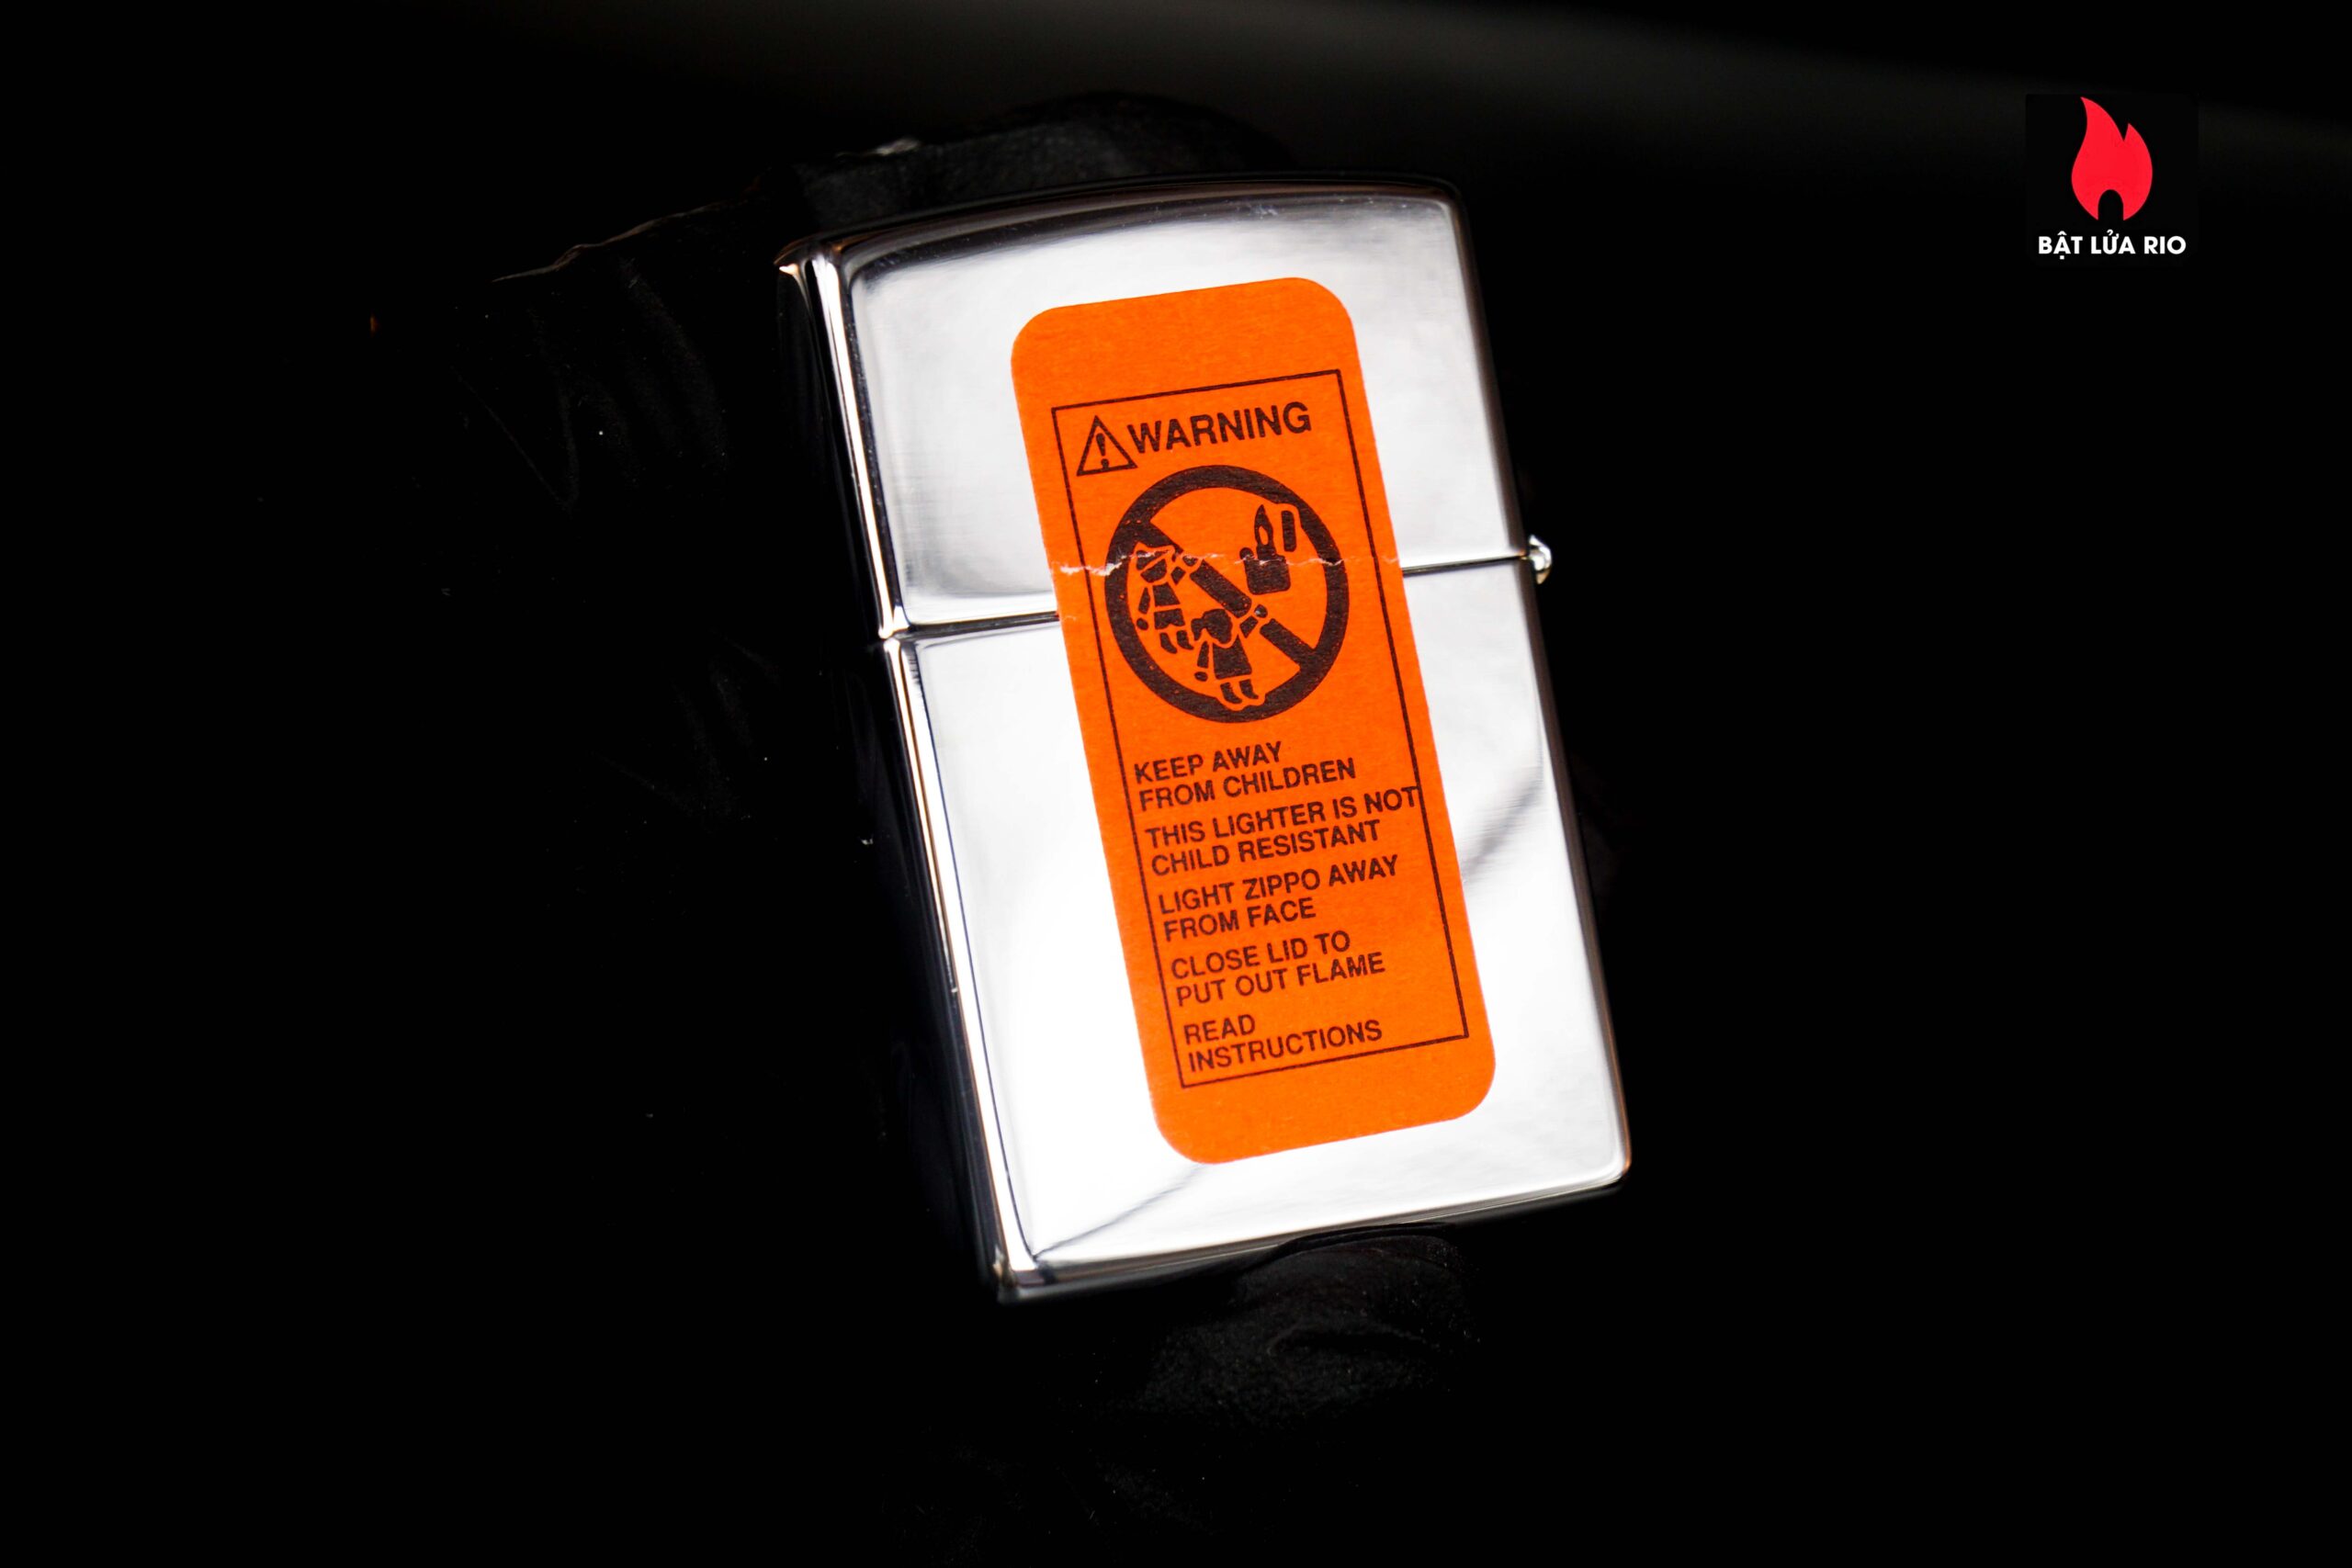 BẬT LỬA RIO
WARNING
KEEP AWAY
FROM CHILDREN
THIS LIGHTER IS NOT
CHILD RESISTANT
LIGHT ZIPPO AWAY
FROM FACE
CLOSE LID TO
PUT OUT FLAME
READ
INSTRUCTIONS